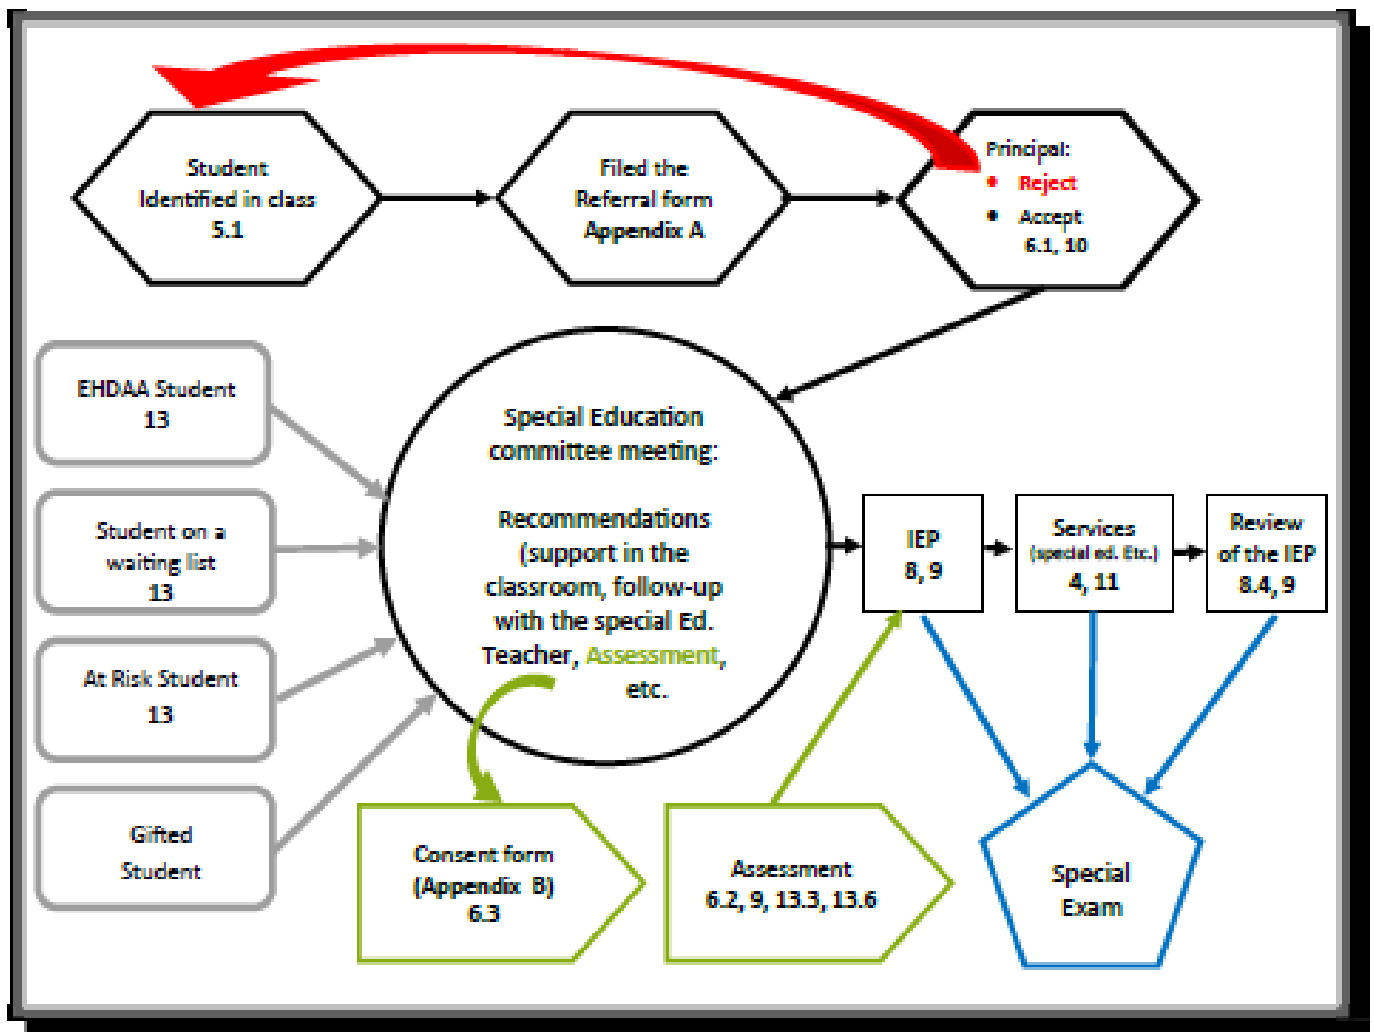 Student
Identified in class
5.1
Filed the
Referral form
Appendix A
Principal:
• Reject
• Accept
6.1, 10
EHDAA Student
13
Student on a
waiting list
13
At Risk Student
13
Gifted
Student
Special Education
committee meeting:
Recommendations
(support in the
classroom, follow-up
with the special Ed.
Teacher, Assessment,
etc.
IEP
8, 9
Services
(special ed. Etc.)
4, 11
Review
of the IEP
8.4, 9
Consent form
(Appendix B)
6.3
Assessment
6.2, 9, 13.3, 13.6
Special
Exam